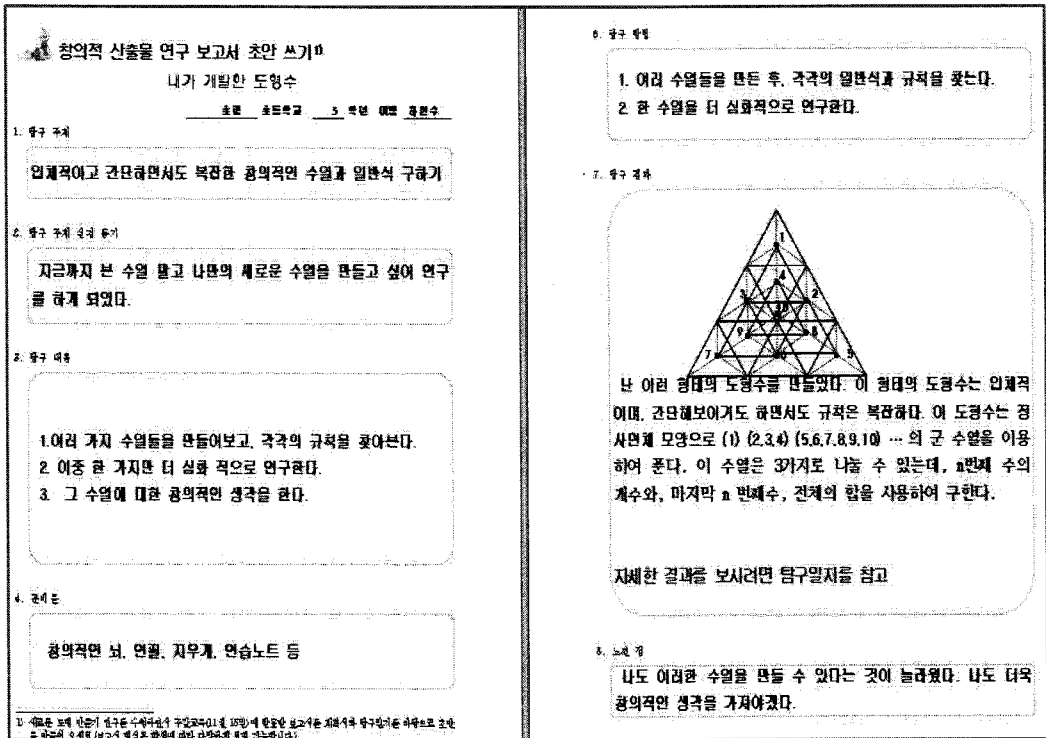 창의적 산출물 연구 보고서 초안 쓰기1)
내가 개발한 도형수
초등학교 5 학년
1. 탐구 주제
입체적이고 간단하면서도 복잡한 창의적인 수열과 일반식 구하기
2. 탐구 주제 선정 동기
지금까지 본 수열 말고 나만의 새로운 수열을 만들고 싶어 연구
를 하게 되었다.
3. 탐구 내용
1.여러 가지 수열들을 만들어보고, 각각의 규칙을 찾아본다.
2. 이중 한 가지만 더 심화 적으로 연구한다.
3. 그 수열에 대한 창의적인 생각을 한다.
4. 준비물
창의적인 뇌, 연필, 지우개, 연습노트 등
6. 탐구 방법
1. 여러 수열들을 만든 후, 각각의 일반식과 규칙을 찾는다.
2. 한 수열을 더 심화적으로 연구한다.
7. 탐구 결과
1
4
3 2
9 8
7 5
난 여러 형태의 도형수를 만들었다. 이 형태의 도형수는 입체적
이며, 간단해보이기도 하면서도 규칙은 복잡하다. 이 도형수는 정
사면체 모양으로 (1) (2,3,4) (5,6,7,8,9,10) … 의 군 수열을 이용
하여 푼다. 이 수열은 3가지로 나눌 수 있는데, n번째 수의
개수와, 마지막 n 번째수, 전체의 합을 사용하여 구한다.
자세한 결과를 보시려면 탐구일지를 참고
8. 느낀 점
나도 이러한 수열을 만들 수 있다는 것이 놀라웠다. 나도 더욱
창의적인 생각을 가져야겠다.